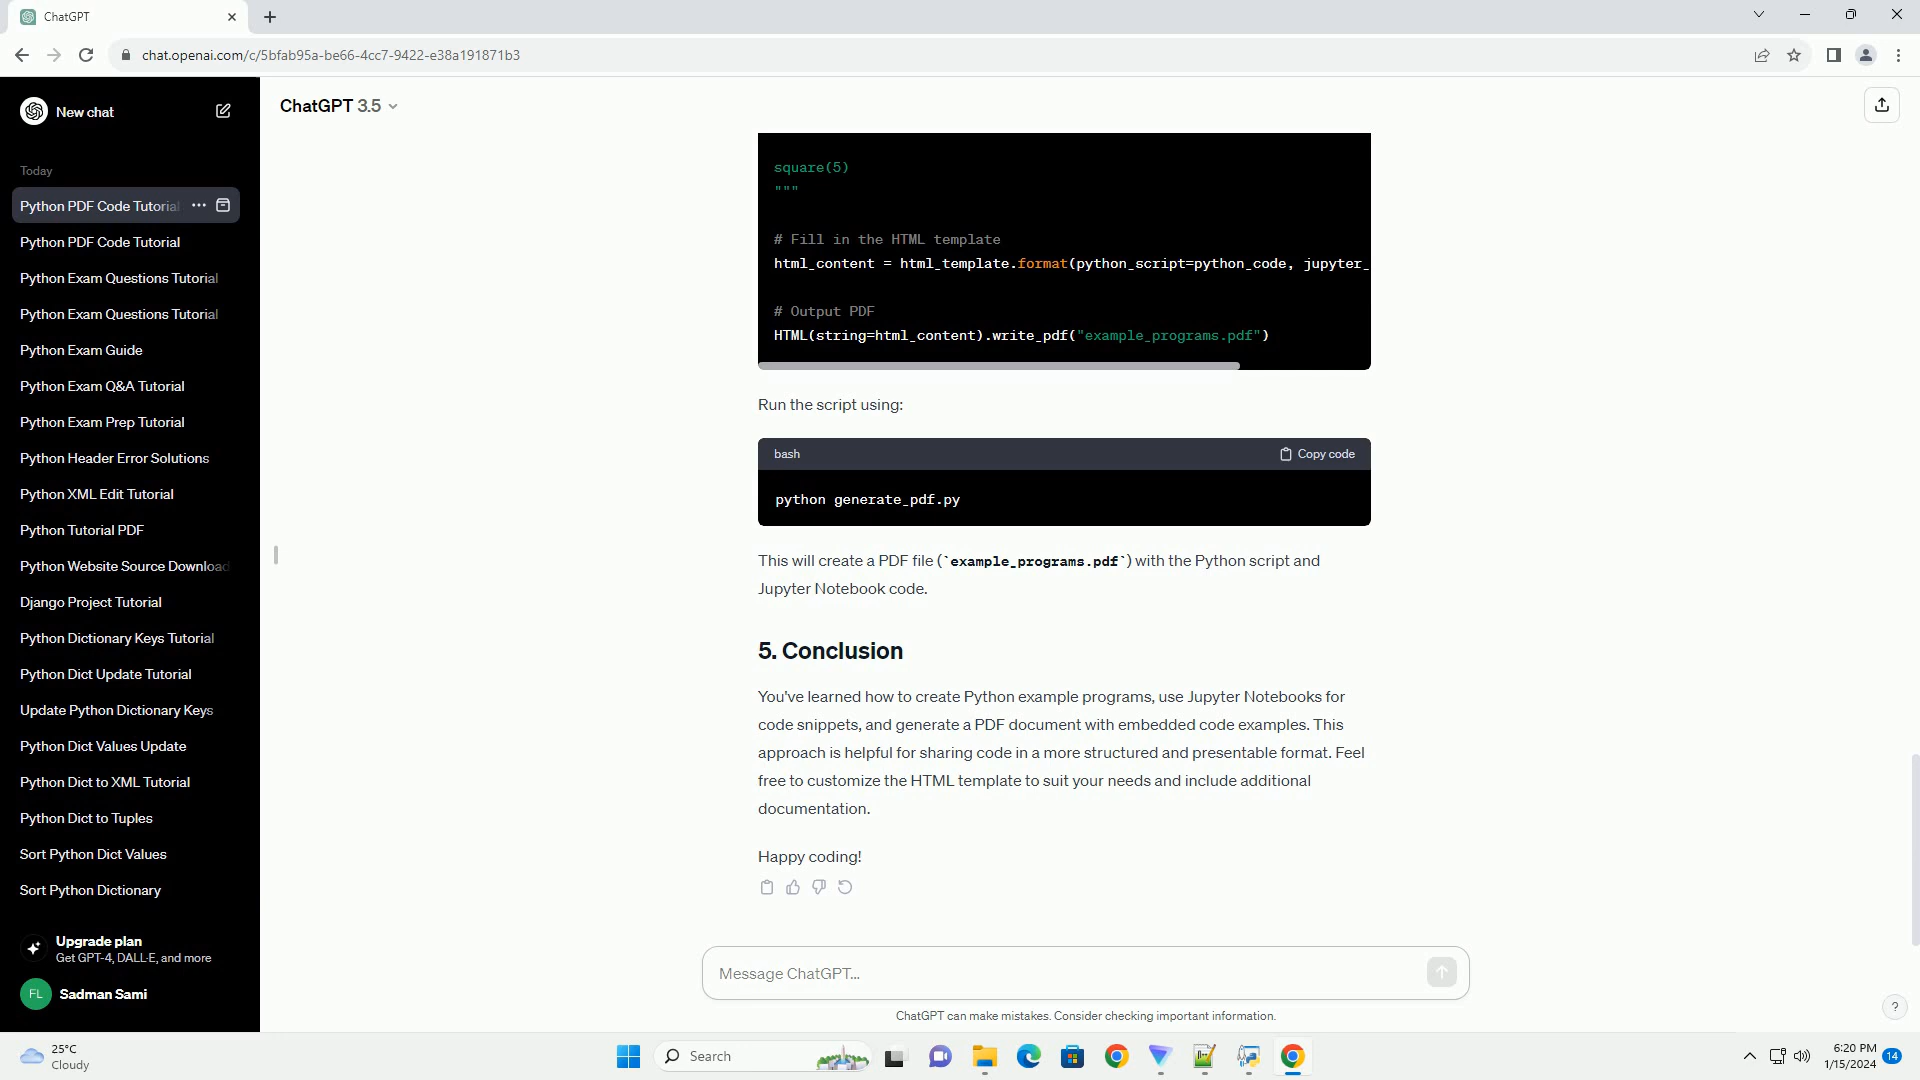 ChatGPT
chat.openai.com/c/5bfab95a-be66-4cc7-9422-e38a191871b3
New chat
Today
Python PDF Code Tutorial
Python PDF Code Tutorial
Python Exam Questions Tutorial
Python Exam Questions Tutorial
Python Exam Guide
Python Exam Q&A Tutorial
Python Exam Prep Tutorial
Python Header Error Solutions
Python XML Edit Tutorial
Python Tutorial PDF
Python Website Source Download
Django Project Tutorial
Python Dictionary Keys Tutorial
Python Dict Update Tutorial
Update Python Dictionary Keys
Python Dict Values Update
Python Dict to XML Tutorial
Python Dict to Tuples
Sort Python Dict Values
Sort Python Dictionary
Upgrade plan
Get GPT-4, DALL·E, and more
FL Sadman Sami
ChatGPT 3.5
square(5)
"""
# Fill in the HTML template
html_content = html_template.format(python_script=python_code, jupyter_
# Output PDF
HTML(string=html_content).write_pdf("example_programs.pdf")
Run the script using:
bash Copy code
python generate_pdf.py
This will create a PDF file (`example_programs.pdf`) with the Python script and
Jupyter Notebook code.
5. Conclusion
You've learned how to create Python example programs, use Jupyter Notebooks for
code snippets, and generate a PDF document with embedded code examples. This
approach is helpful for sharing code in a more structured and presentable format. Feel
free to customize the HTML template to suit your needs and include additional
documentation.
Happy coding!
Message ChatGPT...
ChatGPT can make mistakes. Consider checking important information.
?
25°C
Cloudy
Search
6:20 PM
1/15/2024
14